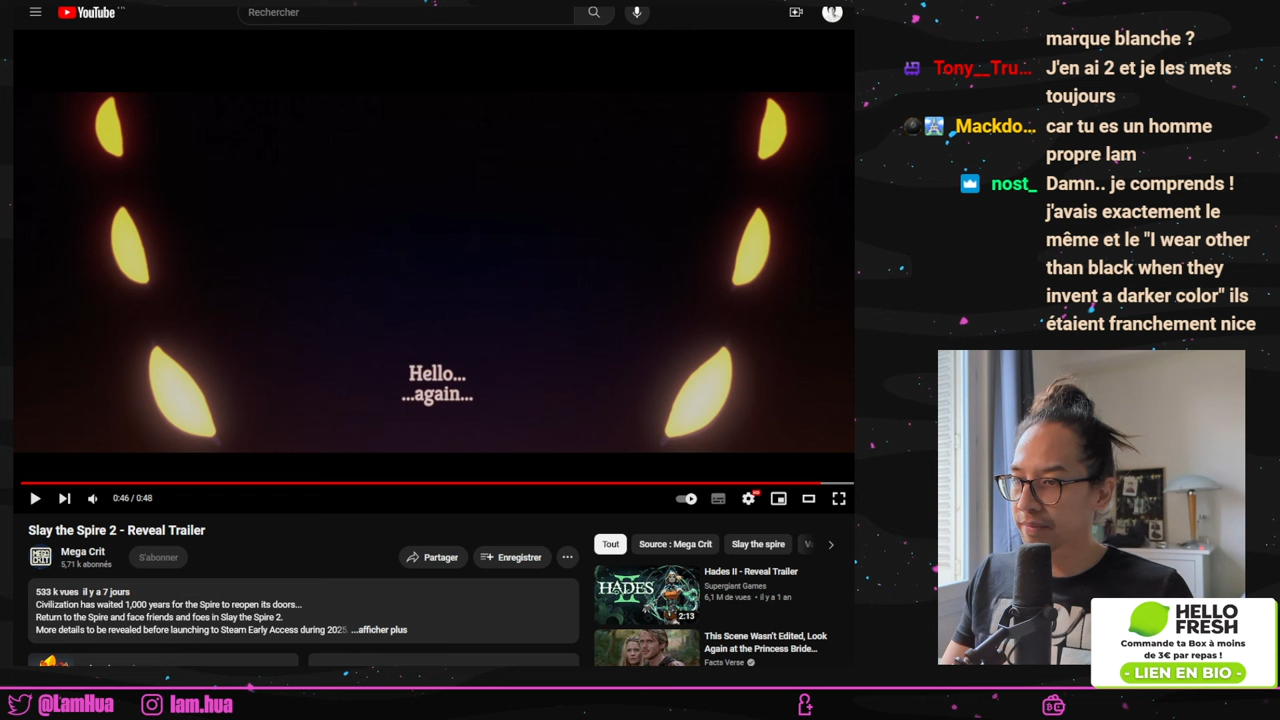 YouTube
Rechercher
Hello...
...again...
0:46 / 0:48
Slay the Spire 2 - Reveal Trailer
Mega Crit
5,71 k abonnés
S'abonner
Partager
Enregistrer
533 k vues il y a 7 jours
Civilization has waited 1,000 years for the Spire to reopen its doors...
Return to the Spire and face friends and foes in Slay the Spire 2.
More details to be revealed before launching to Steam Early Access during 2025. ...afficher plus
Tout
Source : Mega Crit
Slay the spire
HADES II
2:13
Hades II - Reveal Trailer
Supergiant Games
6,1 M de vues • il y a 1 an
This Scene Wasn't Edited, Look
Again at the Princess Bride...
Facts Verse
marque blanche ?
Tony__Tru... J'en ai 2 et je les mets
toujours
Mackdo... car tu es un homme
propre lam
nost_ Damn.. je comprends !
j'avais exactement le
même et le "I wear other
than black when they
invent a darker color" ils
étaient franchement nice
HELLO
FRESH
Commande ta Box à moins
de 3€ par repas !
- LIEN EN BIO -
@LamHua
lam.hua